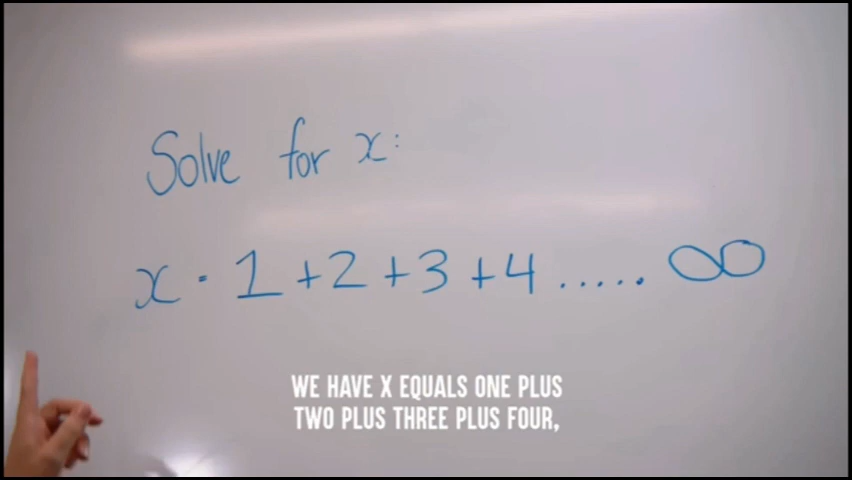 Solve for x:
x = 1 + 2 + 3 + 4 ..... ∞
WE HAVE X EQUALS ONE PLUS
TWO PLUS THREE PLUS FOUR,